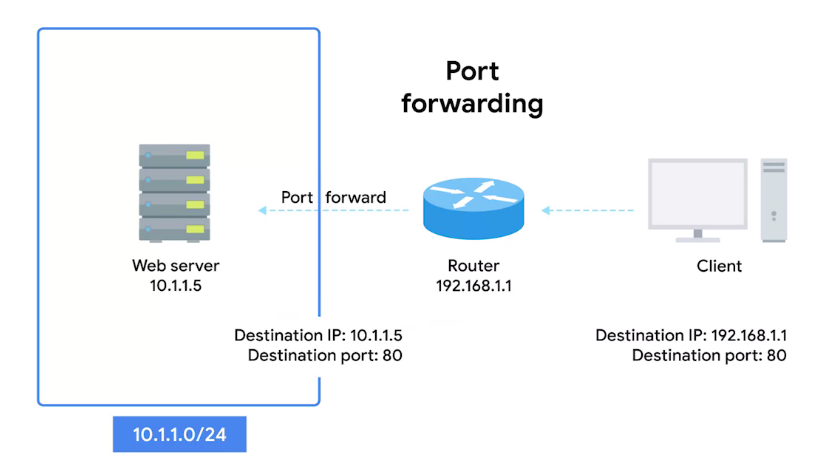 Port
forwarding
Port forward
Web server
10.1.1.5
Router
192.168.1.1
Client
Destination IP: 10.1.1.5
Destination port: 80
Destination IP: 192.168.1.1
Destination port: 80
10.1.1.0/24